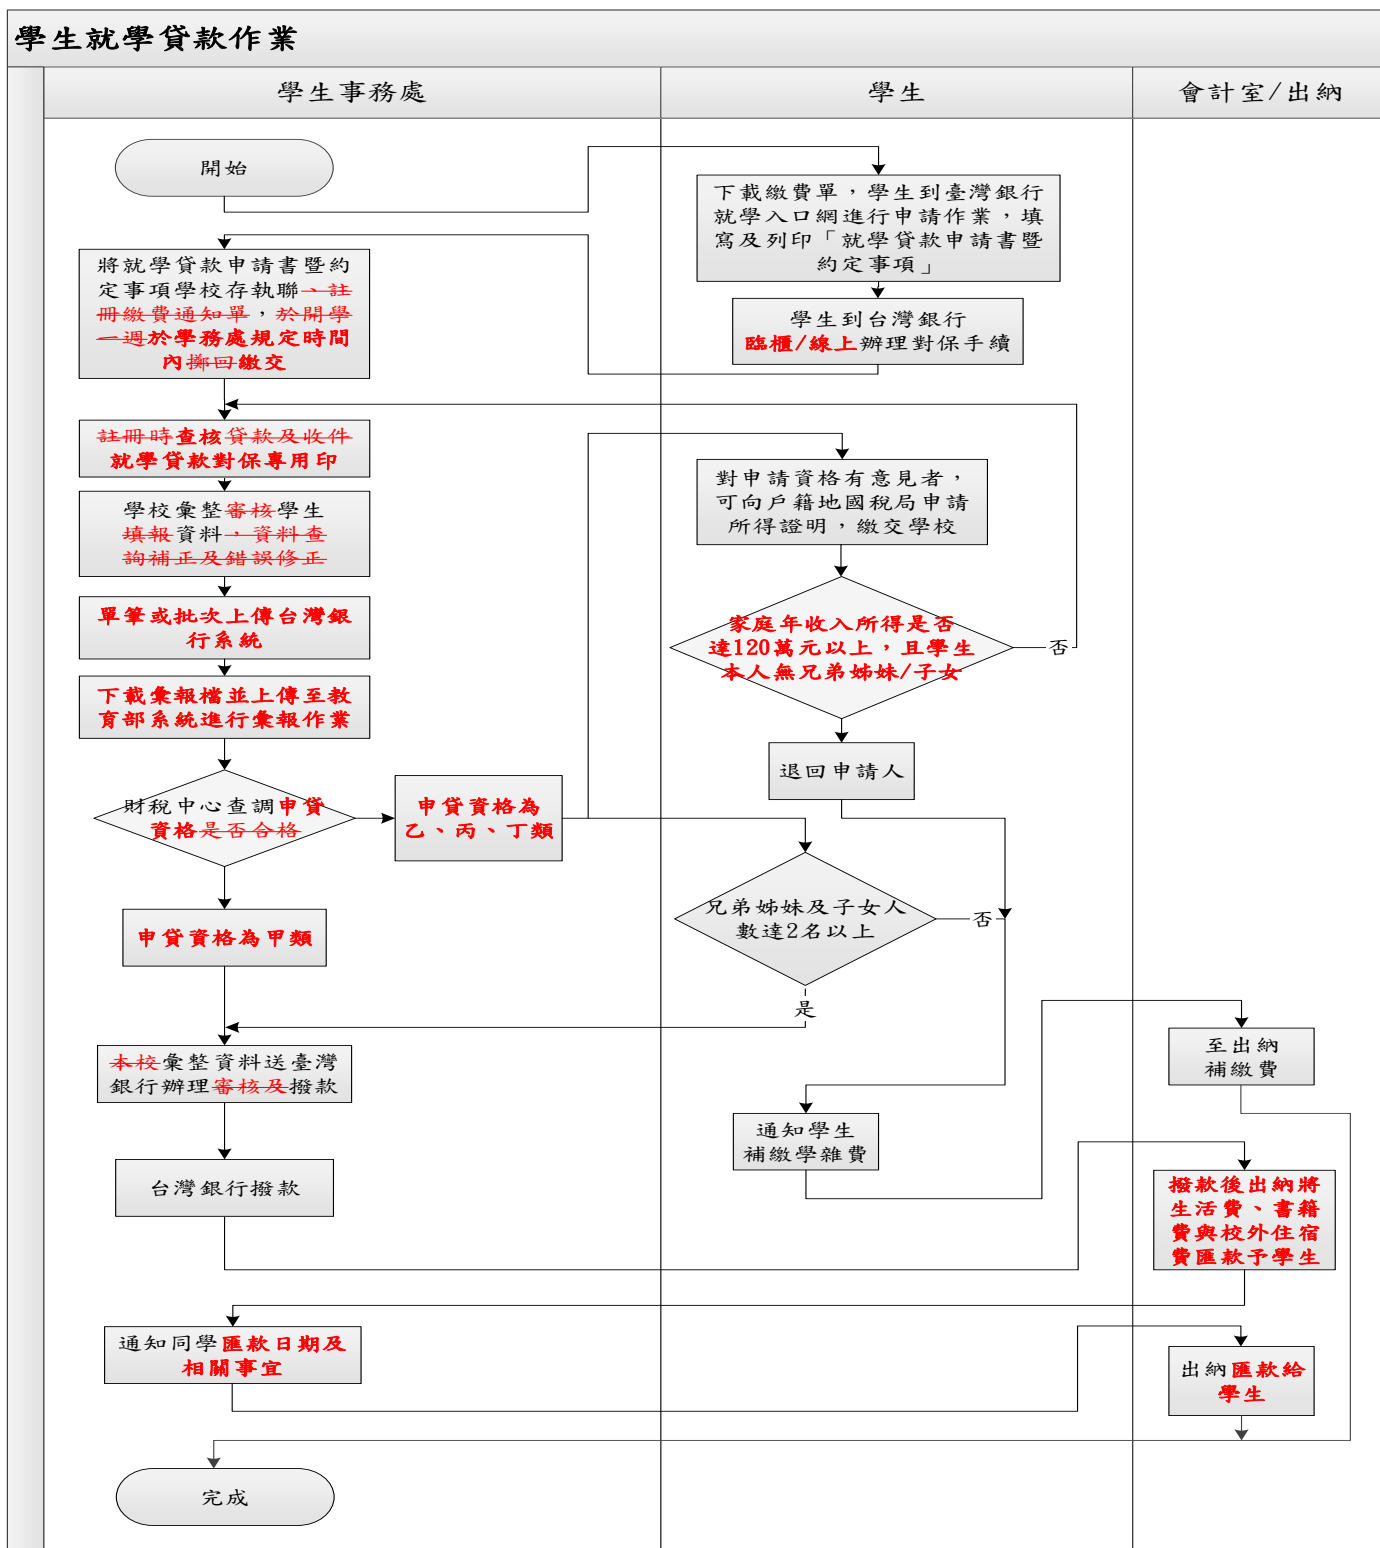 學生就學貸款作業
學生事務處
學生
會計室/出納
開始
下載繳費單，學生到臺灣銀行
就學入口網進行申請作業，填
寫及列印「就學貸款申請書暨
約定事項」
將就學貸款申請書暨約
定事項學校存執聯、註
冊繳費通知單，於開學
一週於學務處規定時間
內擲回繳交
學生到台灣銀行
臨櫃/線上辦理對保手續
註冊時查核貸款及收件
就學貸款對保專用印
學校彙整審核學生
填報資料，資料查
詢補正及錯誤修正
對申請資格有意見者，
可向戶籍地國稅局申請
所得證明，繳交學校
單筆或批次上傳台灣銀
行系統
家庭年收入所得是否
達120萬元以上，且學生
本人無兄弟姊妹/子女
否
下載彙報檔並上傳至教
育部系統進行彙報作業
退回申請人
財稅中心查調申貸
資格是否合格
申貸資格為
乙、丙、丁類
兄弟姊妹及子女人
數達2名以上
否
是
申貸資格為甲類
本校彙整資料送臺灣
銀行辦理審核及撥款
至出納
補繳費
通知學生
補繳學雜費
台灣銀行撥款
撥款後出納將
生活費、書籍
費與校外住宿
費匯款予學生
通知同學匯款日期及
相關事宜
出納匯款給
學生
完成